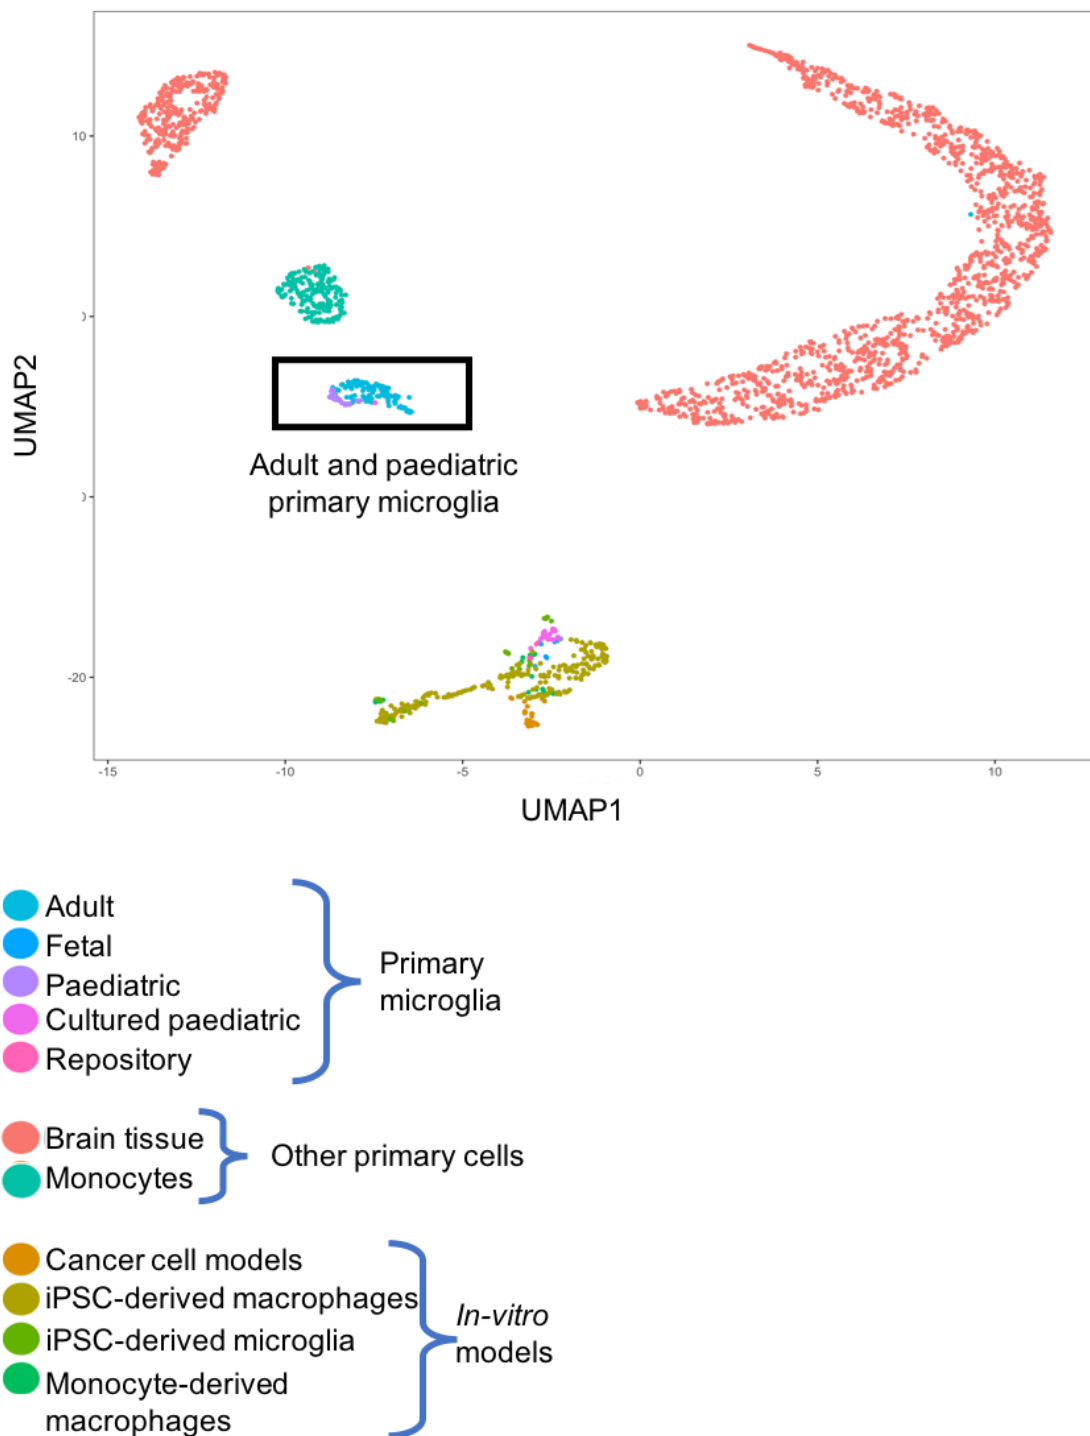 10
0
UMAP2
Adult and paediatric
primary microglia
0
-20
-15
-10
-5
0
5
10
UMAP1
Adult
Fetal
Paediatric
Cultured paediatric
Repository
Primary
microglia
Brain tissue
Monocytes
Other primary cells
Cancer cell models
iPSC-derived macrophages
iPSC-derived microglia
Monocyte-derived
macrophages
In-vitro
models